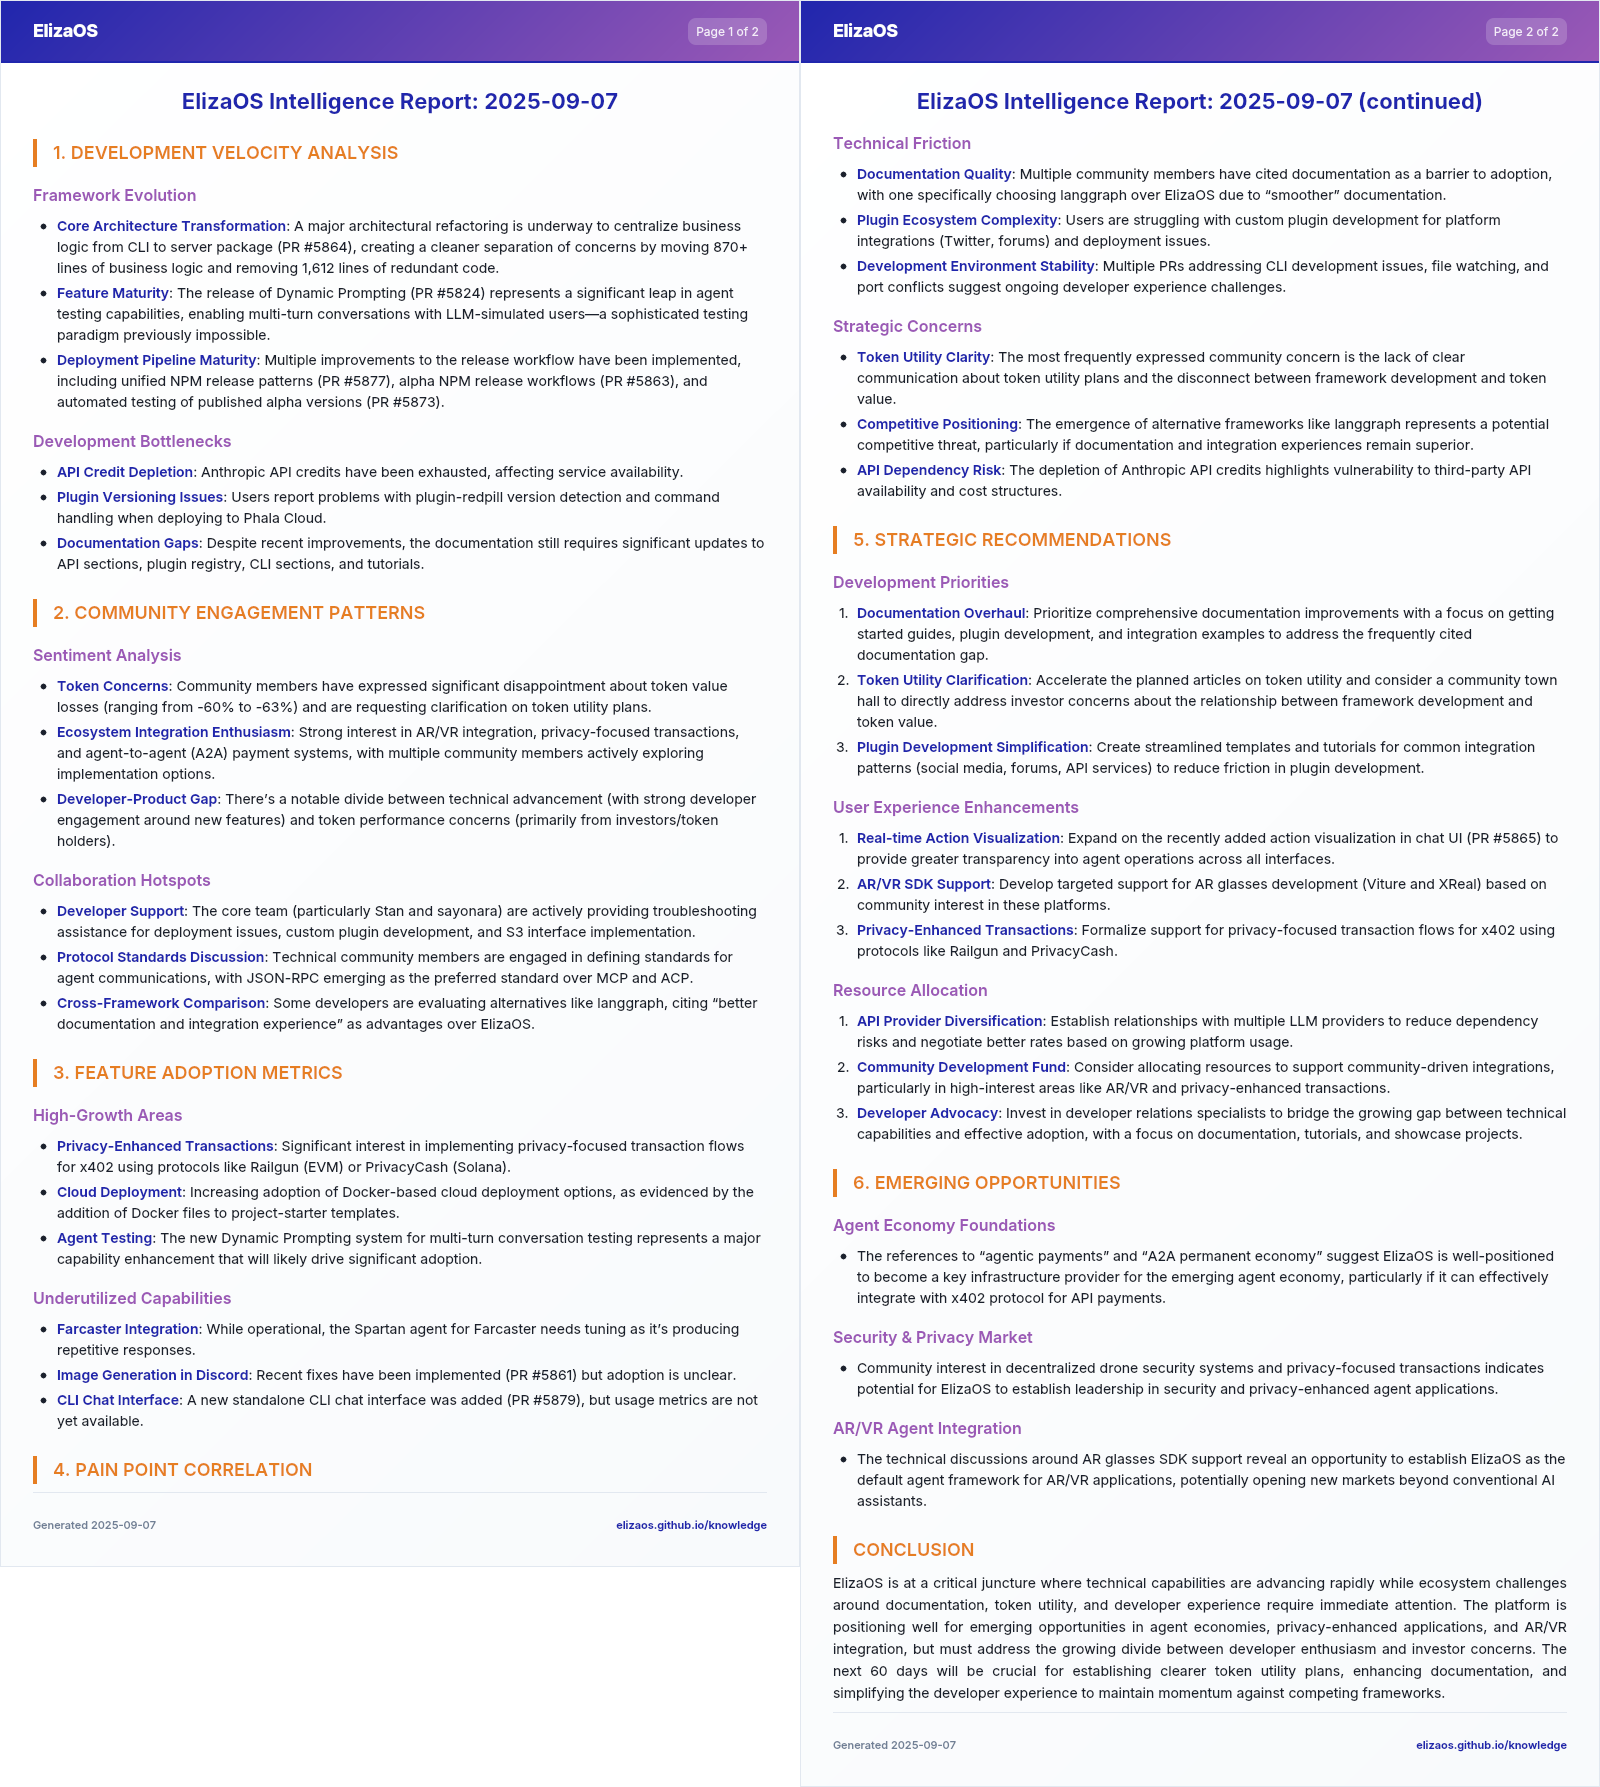 ElizaOS
Page 1 of 2
ElizaOS Intelligence Report: 2025-09-07
1. DEVELOPMENT VELOCITY ANALYSIS
Framework Evolution
• Core Architecture Transformation: A major architectural refactoring is underway to centralize business
logic from CLI to server package (PR #5864), creating a cleaner separation of concerns by moving 870+
lines of business logic and removing 1,612 lines of redundant code.
• Feature Maturity: The release of Dynamic Prompting (PR #5824) represents a significant leap in agent
testing capabilities, enabling multi-turn conversations with LLM-simulated users—a sophisticated testing
paradigm previously impossible.
• Deployment Pipeline Maturity: Multiple improvements to the release workflow have been implemented,
including unified NPM release patterns (PR #5877), alpha NPM release workflows (PR #5863), and
automated testing of published alpha versions (PR #5873).
Development Bottlenecks
• API Credit Depletion: Anthropic API credits have been exhausted, affecting service availability.
• Plugin Versioning Issues: Users report problems with plugin-redpill version detection and command
handling when deploying to Phala Cloud.
• Documentation Gaps: Despite recent improvements, the documentation still requires significant updates to
API sections, plugin registry, CLI sections, and tutorials.
2. COMMUNITY ENGAGEMENT PATTERNS
Sentiment Analysis
• Token Concerns: Community members have expressed significant disappointment about token value
losses (ranging from -60% to -63%) and are requesting clarification on token utility plans.
• Ecosystem Integration Enthusiasm: Strong interest in AR/VR integration, privacy-focused transactions,
and agent-to-agent (A2A) payment systems, with multiple community members actively exploring
implementation options.
• Developer-Product Gap: There’s a notable divide between technical advancement (with strong developer
engagement around new features) and token performance concerns (primarily from investors/token
holders).
Collaboration Hotspots
• Developer Support: The core team (particularly Stan and sayonara) are actively providing troubleshooting
assistance for deployment issues, custom plugin development, and S3 interface implementation.
• Protocol Standards Discussion: Technical community members are engaged in defining standards for
agent communications, with JSON-RPC emerging as the preferred standard over MCP and ACP.
• Cross-Framework Comparison: Some developers are evaluating alternatives like langgraph, citing “better
documentation and integration experience” as advantages over ElizaOS.
3. FEATURE ADOPTION METRICS
High-Growth Areas
• Privacy-Enhanced Transactions: Significant interest in implementing privacy-focused transaction flows
for x402 using protocols like Railgun (EVM) or PrivacyCash (Solana).
• Cloud Deployment: Increasing adoption of Docker-based cloud deployment options, as evidenced by the
addition of Docker files to project-starter templates.
• Agent Testing: The new Dynamic Prompting system for multi-turn conversation testing represents a major
capability enhancement that will likely drive significant adoption.
Underutilized Capabilities
• Farcaster Integration: While operational, the Spartan agent for Farcaster needs tuning as it’s producing
repetitive responses.
• Image Generation in Discord: Recent fixes have been implemented (PR #5861) but adoption is unclear.
• CLI Chat Interface: A new standalone CLI chat interface was added (PR #5879), but usage metrics are not
yet available.
4. PAIN POINT CORRELATION
Generated 2025-09-07
elizaos.github.io/knowledge
ElizaOS
Page 2 of 2
ElizaOS Intelligence Report: 2025-09-07 (continued)
Technical Friction
• Documentation Quality: Multiple community members have cited documentation as a barrier to adoption,
with one specifically choosing langgraph over ElizaOS due to “smoother” documentation.
• Plugin Ecosystem Complexity: Users are struggling with custom plugin development for platform
integrations (Twitter, forums) and deployment issues.
• Development Environment Stability: Multiple PRs addressing CLI development issues, file watching, and
port conflicts suggest ongoing developer experience challenges.
Strategic Concerns
• Token Utility Clarity: The most frequently expressed community concern is the lack of clear
communication about token utility plans and the disconnect between framework development and token
value.
• Competitive Positioning: The emergence of alternative frameworks like langgraph represents a potential
competitive threat, particularly if documentation and integration experiences remain superior.
• API Dependency Risk: The depletion of Anthropic API credits highlights vulnerability to third-party API
availability and cost structures.
5. STRATEGIC RECOMMENDATIONS
Development Priorities
1. Documentation Overhaul: Prioritize comprehensive documentation improvements with a focus on getting
started guides, plugin development, and integration examples to address the frequently cited
documentation gap.
2. Token Utility Clarification: Accelerate the planned articles on token utility and consider a community town
hall to directly address investor concerns about the relationship between framework development and
token value.
3. Plugin Development Simplification: Create streamlined templates and tutorials for common integration
patterns (social media, forums, API services) to reduce friction in plugin development.
User Experience Enhancements
1. Real-time Action Visualization: Expand on the recently added action visualization in chat UI (PR #5865) to
provide greater transparency into agent operations across all interfaces.
2. AR/VR SDK Support: Develop targeted support for AR glasses development (Viture and XReal) based on
community interest in these platforms.
3. Privacy-Enhanced Transactions: Formalize support for privacy-focused transaction flows for x402 using
protocols like Railgun and PrivacyCash.
Resource Allocation
1. API Provider Diversification: Establish relationships with multiple LLM providers to reduce dependency
risks and negotiate better rates based on growing platform usage.
2. Community Development Fund: Consider allocating resources to support community-driven integrations,
particularly in high-interest areas like AR/VR and privacy-enhanced transactions.
3. Developer Advocacy: Invest in developer relations specialists to bridge the growing gap between technical
capabilities and effective adoption, with a focus on documentation, tutorials, and showcase projects.
6. EMERGING OPPORTUNITIES
Agent Economy Foundations
• The references to “agentic payments” and “A2A permanent economy” suggest ElizaOS is well-positioned
to become a key infrastructure provider for the emerging agent economy, particularly if it can effectively
integrate with x402 protocol for API payments.
Security & Privacy Market
• Community interest in decentralized drone security systems and privacy-focused transactions indicates
potential for ElizaOS to establish leadership in security and privacy-enhanced agent applications.
AR/VR Agent Integration
• The technical discussions around AR glasses SDK support reveal an opportunity to establish ElizaOS as the
default agent framework for AR/VR applications, potentially opening new markets beyond conventional AI
assistants.
CONCLUSION
ElizaOS is at a critical juncture where technical capabilities are advancing rapidly while ecosystem challenges
around documentation, token utility, and developer experience require immediate attention. The platform is
positioning well for emerging opportunities in agent economies, privacy-enhanced applications, and AR/VR
integration, but must address the growing divide between developer enthusiasm and investor concerns. The
next 60 days will be crucial for establishing clearer token utility plans, enhancing documentation, and
simplifying the developer experience to maintain momentum against competing frameworks.
Generated 2025-09-07
elizaos.github.io/knowledge